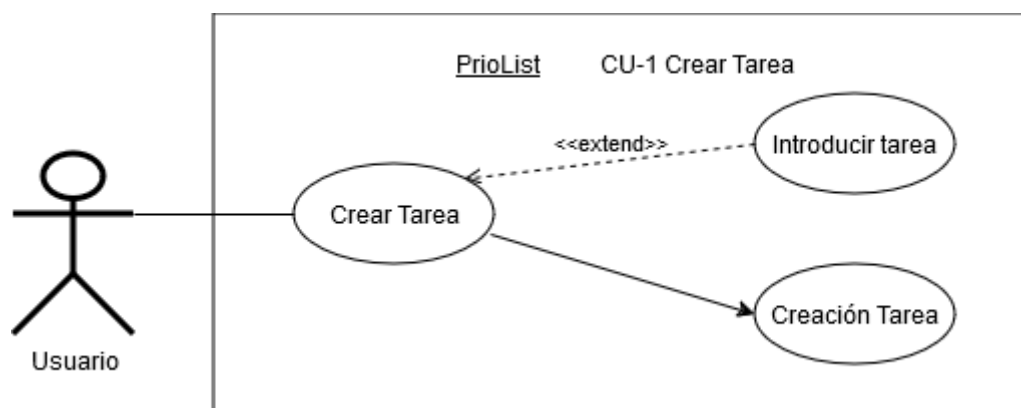 PrioList CU-1 Crear Tarea
<<extend>>
Introducir tarea
Crear Tarea
Creación Tarea
Usuario